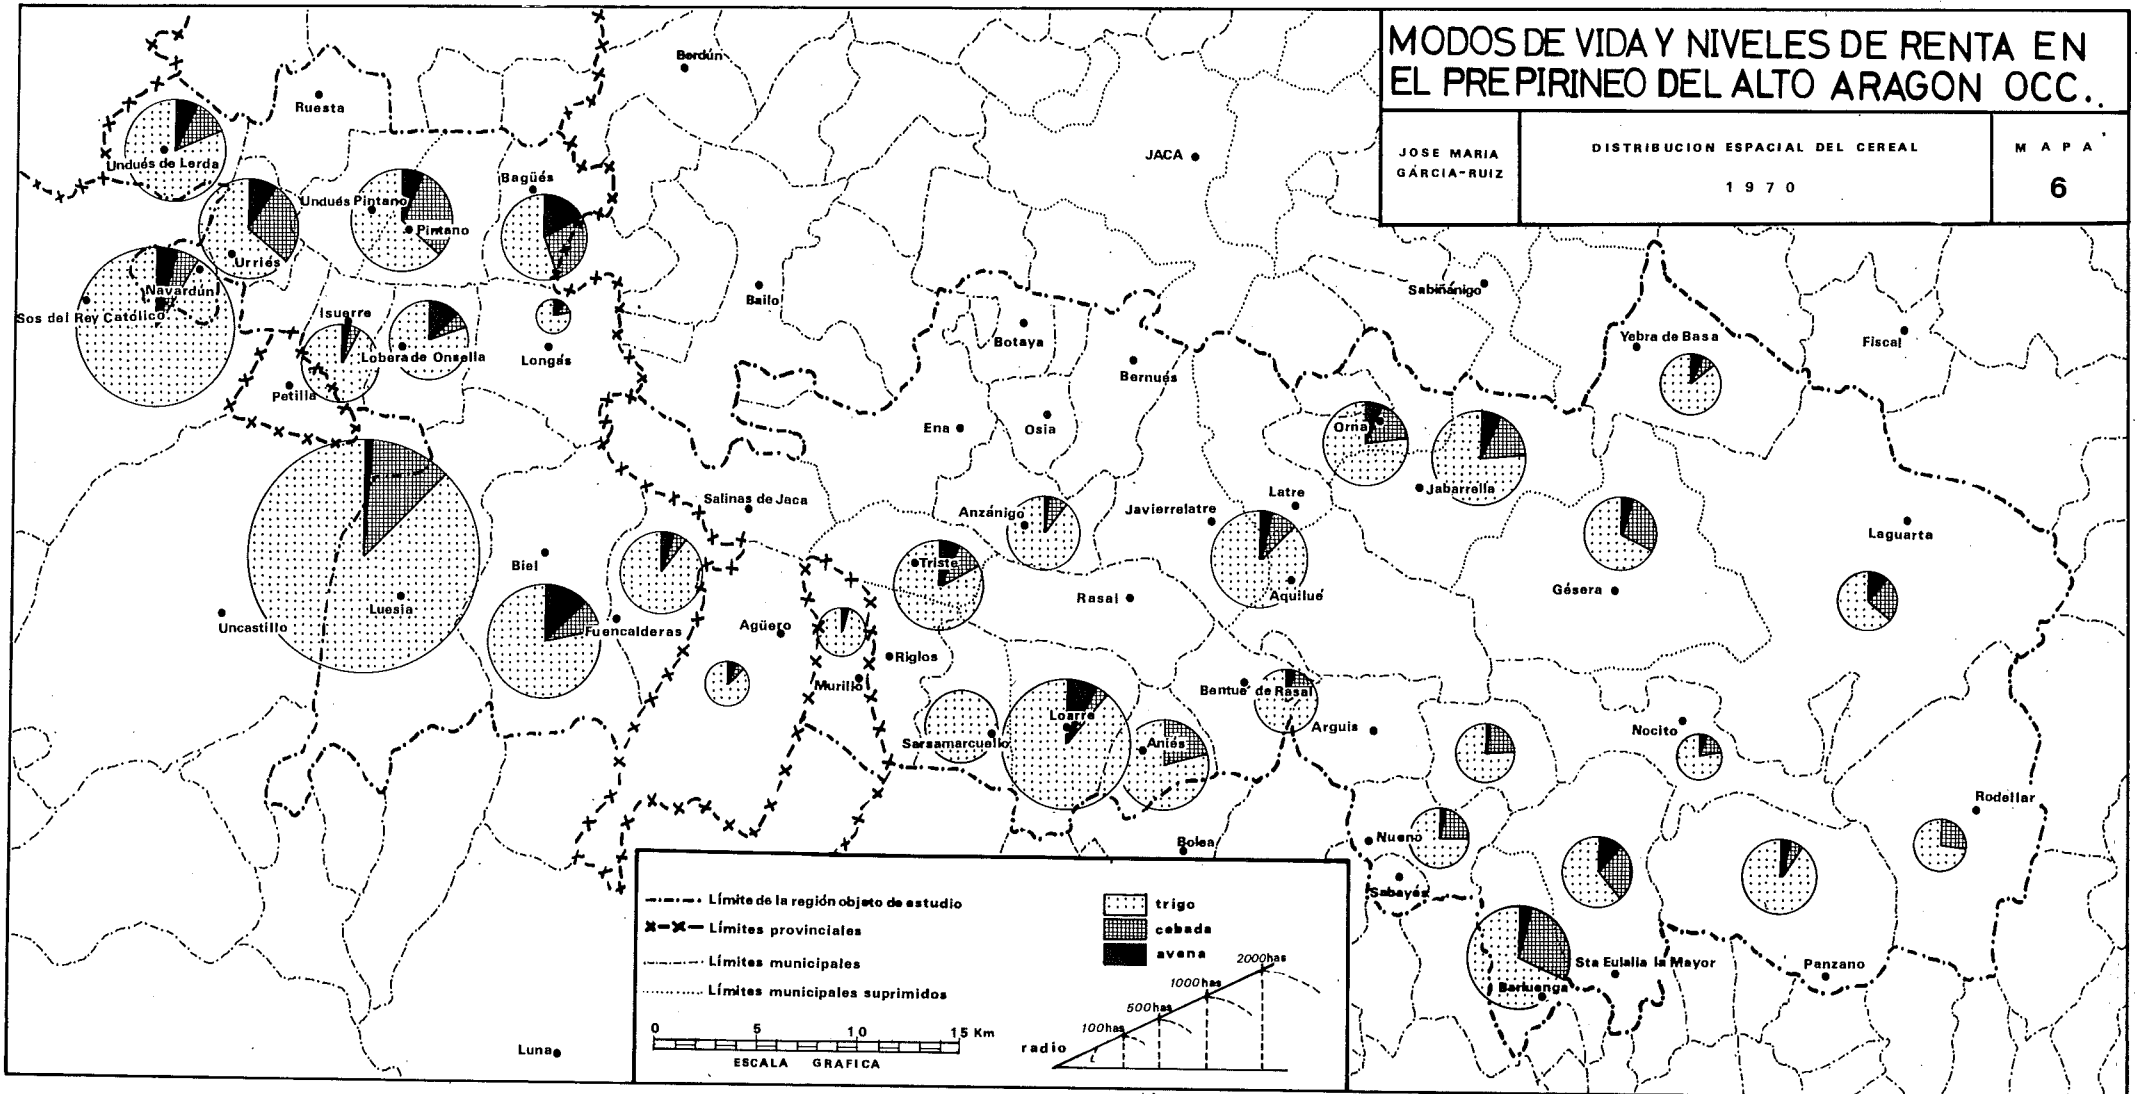 MODOS DE VIDA Y NIVELES DE RENTA EN
EL PREPIRINEO DEL ALTO ARAGON OCC..
JOSE MARIA
GARCIA-RUIZ
DISTRIBUCION ESPACIAL DEL CEREAL
1970
MAPA
6
Berdún
Ruesta
JACA
Undués de Lerda
Bagüés
Undués Pintano
Pintano
Urriés
Navardún
Sos del Rey Católico
Isuerre
Lobera de Onsella
Longás
Petilla
Bailo
Botaya
Bernués
Sabiñánigo
Yebra de Basa
Fiscal
Ena
Osia
Orna
Jabarrella
Salinas de Jaca
Anzánigo
Javierrelatre
Latre
Laguarta
Biel
Triste
Rasal
Aquilué
Gésera
Luesia
Uncastillo
Fuencalderas
Agüero
Riglos
Murillo
Bentué de Rasal
Sarsamarcuello
Loarre
Aniés
Arguis
Nocito
Rodellar
Bolea
Nueno
Sabayés
Sta Eulalia la Mayor
Barluenga
Panzano
Luna
Límite de la región objeto de estudio
Límites provinciales
Límites municipales
Límites municipales suprimidos
0 5 10 15 Km
ESCALA GRAFICA
trigo
cebada
avena
radio
100has
500has
1000has
2000has